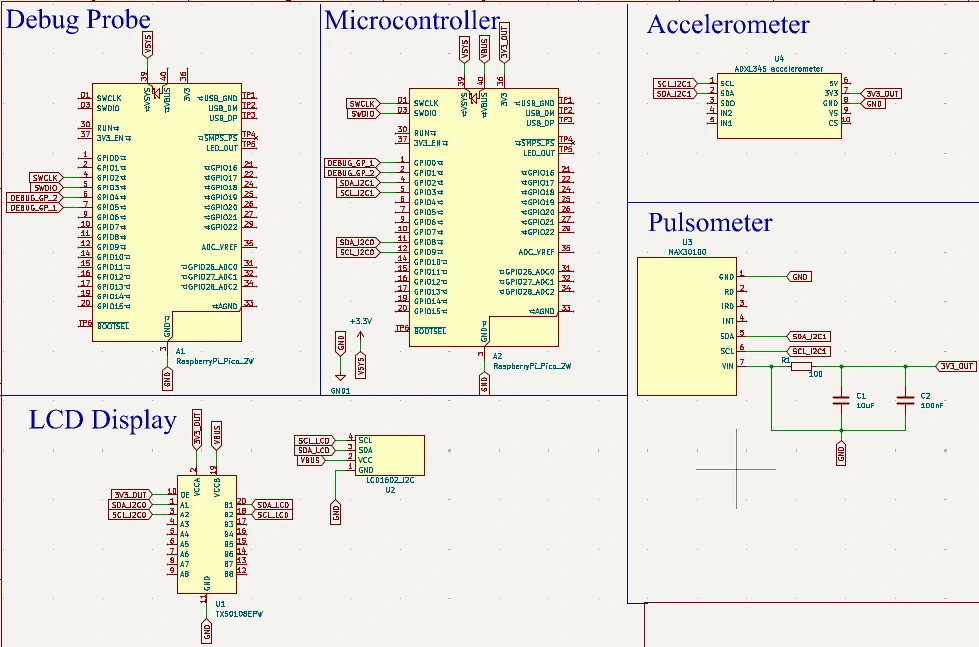 Debug Probe
VSYS
39
40
36
VSYS
VBUS
3V3
D1 SWCLK
D3 SWDIO
30 RUN
37 3V3_EN
1 GPIO0
2 GPIO1
SWCLK 4 GPIO2
SWDIO 5 GPIO3
DEBUG_GP_2 6 GPIO4
DEBUG_GP_1 7 GPIO5
9 GPIO6
10 GPIO7
11 GPIO8
12 GPIO9
14 GPIO10
15 GPIO11
16 GPIO12
17 GPIO13
19 GPIO14
20 GPIO15
TP6 BOOTSEL
USB_GND TP1
USB_DM TP2
USB_DP TP3
SMPS_PS TP4
LED_OUT TP5
GPIO16 21
GPIO17 22
GPIO18 24
GPIO19 25
GPIO20 26
GPIO21 27
GPIO22 29
ADC_VREF 35
GPIO26_ADC0 31
GPIO27_ADC1 32
GPIO28_ADC2 34
AGND 33
GND
3
A1
RaspberryPi_Pico_2W
GND
Microcontroller
VSYS
VBUS
3V3_OUT
39
40
36
VSYS
VBUS
3V3
SWCLK D1 SWCLK
SWDIO D3 SWDIO
30 RUN
37 3V3_EN
DEBUG_GP_1 1 GPIO0
DEBUG_GP_2 2 GPIO1
SDA_I2C1 4 GPIO2
SCL_I2C1 5 GPIO3
6 GPIO4
7 GPIO5
9 GPIO6
10 GPIO7
SDA_I2C0 11 GPIO8
SCL_I2C0 12 GPIO9
14 GPIO10
15 GPIO11
16 GPIO12
17 GPIO13
19 GPIO14
20 GPIO15
TP6 BOOTSEL
USB_GND TP1
USB_DM TP2
USB_DP TP3
SMPS_PS TP4
LED_OUT TP5
GPIO16 21
GPIO17 22
GPIO18 24
GPIO19 25
GPIO20 26
GPIO21 27
GPIO22 29
ADC_VREF 35
GPIO26_ADC0 31
GPIO27_ADC1 32
GPIO28_ADC2 34
AGND 33
GND
3
A2
RaspberryPi_Pico_2W
GND
+3.3V
GND
VSYS
GND1
Accelerometer
U4
ADXL345 accelerometer
SCL_I2C1 1 SCL
SDA_I2C1 2 SDA
3 SDO
4 IN2
5 IN1
5V 6
3V3 7 3V3_OUT
GND 8 GND
VS 9
CS 10
Pulsometer
U3
MAX30100
GND 1 GND
RD 2
IRD 3
INT 4
SDA 5 SDA_I2C1
SCL 6 SCL_I2C1
VIN 7
R1
100
3V3_OUT
C1
10uF
C2
100nF
GND
LCD Display
3V3_OUT
VBUS
2
19
VCCA
VCCB
3V3_OUT 10 OE
SDA_I2C0 1 A1
SCL_I2C0 3 A2
4 A3
5 A4
6 A5
7 A6
8 A7
9 A8
B1 20 SDA_LCD
B2 18 SCL_LCD
B3 17
B4 16
B5 15
B6 14
B7 13
B8 12
GND
11
U1
TXS0108EPW
GND
SCL_LCD 4 SCL
SDA_LCD 3 SDA
VBUS 2 VCC
1 GND
LCD1602_I2C
U2
GND